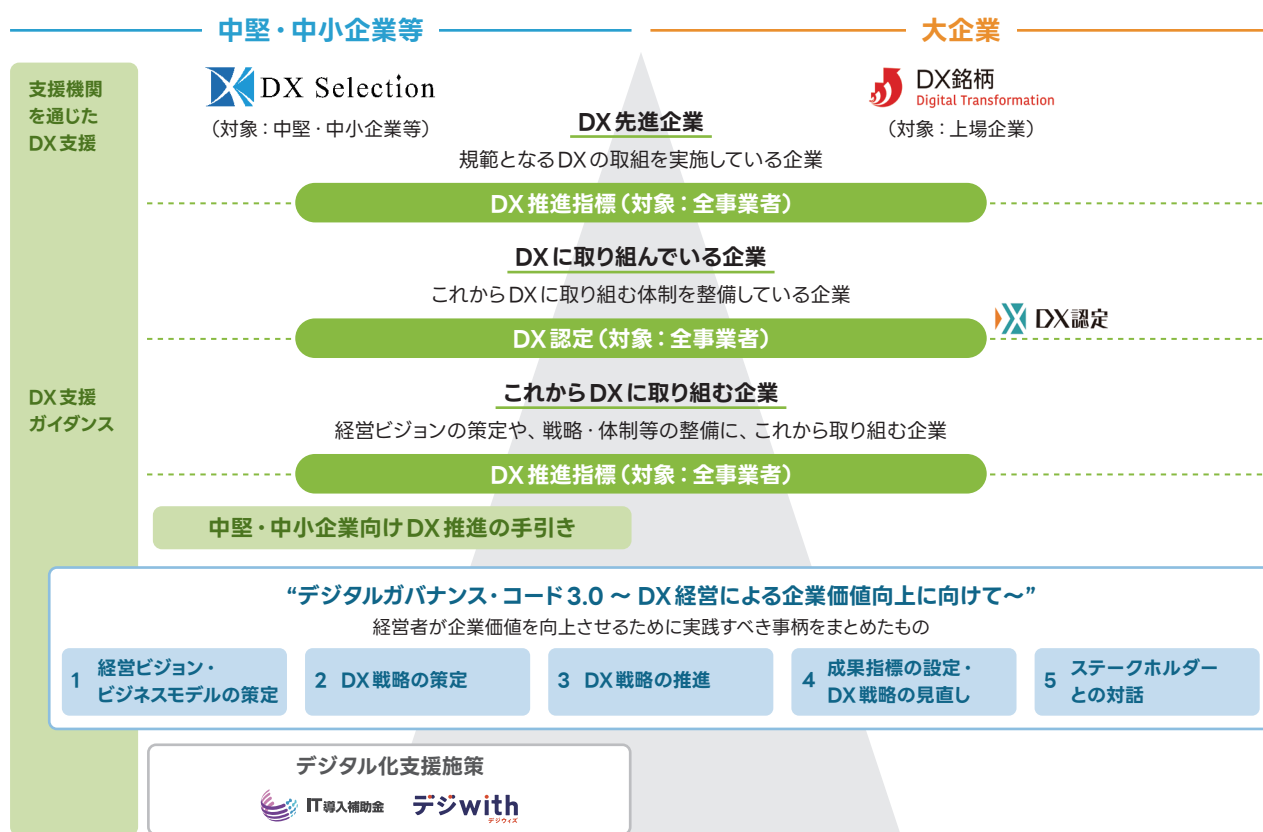 中堅・中小企業等
大企業
支援機関
を通じた
DX支援
DX Selection
(対象：中堅・中小企業等)
DX銘柄
Digital Transformation
(対象：上場企業)
DX先進企業
規範となるDXの取組を実施している企業
DX推進指標(対象：全事業者)
DXに取り組んでいる企業
これからDXに取り組む体制を整備している企業
DX認定
DX認定(対象：全事業者)
DX支援
ガイダンス
これからDXに取り組む企業
経営ビジョンの策定や、戦略・体制等の整備に、これから取り組む企業
DX推進指標(対象：全事業者)
中堅・中小企業向けDX推進の手引き
“デジタルガバナンス・コード3.0 ～ DX経営による企業価値向上に向けて～”
経営者が企業価値を向上させるために実践すべき事柄をまとめたもの
1 経営ビジョン・
ビジネスモデルの策定
2 DX戦略の策定
3 DX戦略の推進
4 成果指標の設定・
DX戦略の見直し
5 ステークホルダー
との対話
デジタル化支援施策
IT導入補助金
デジwith
デジウィズ